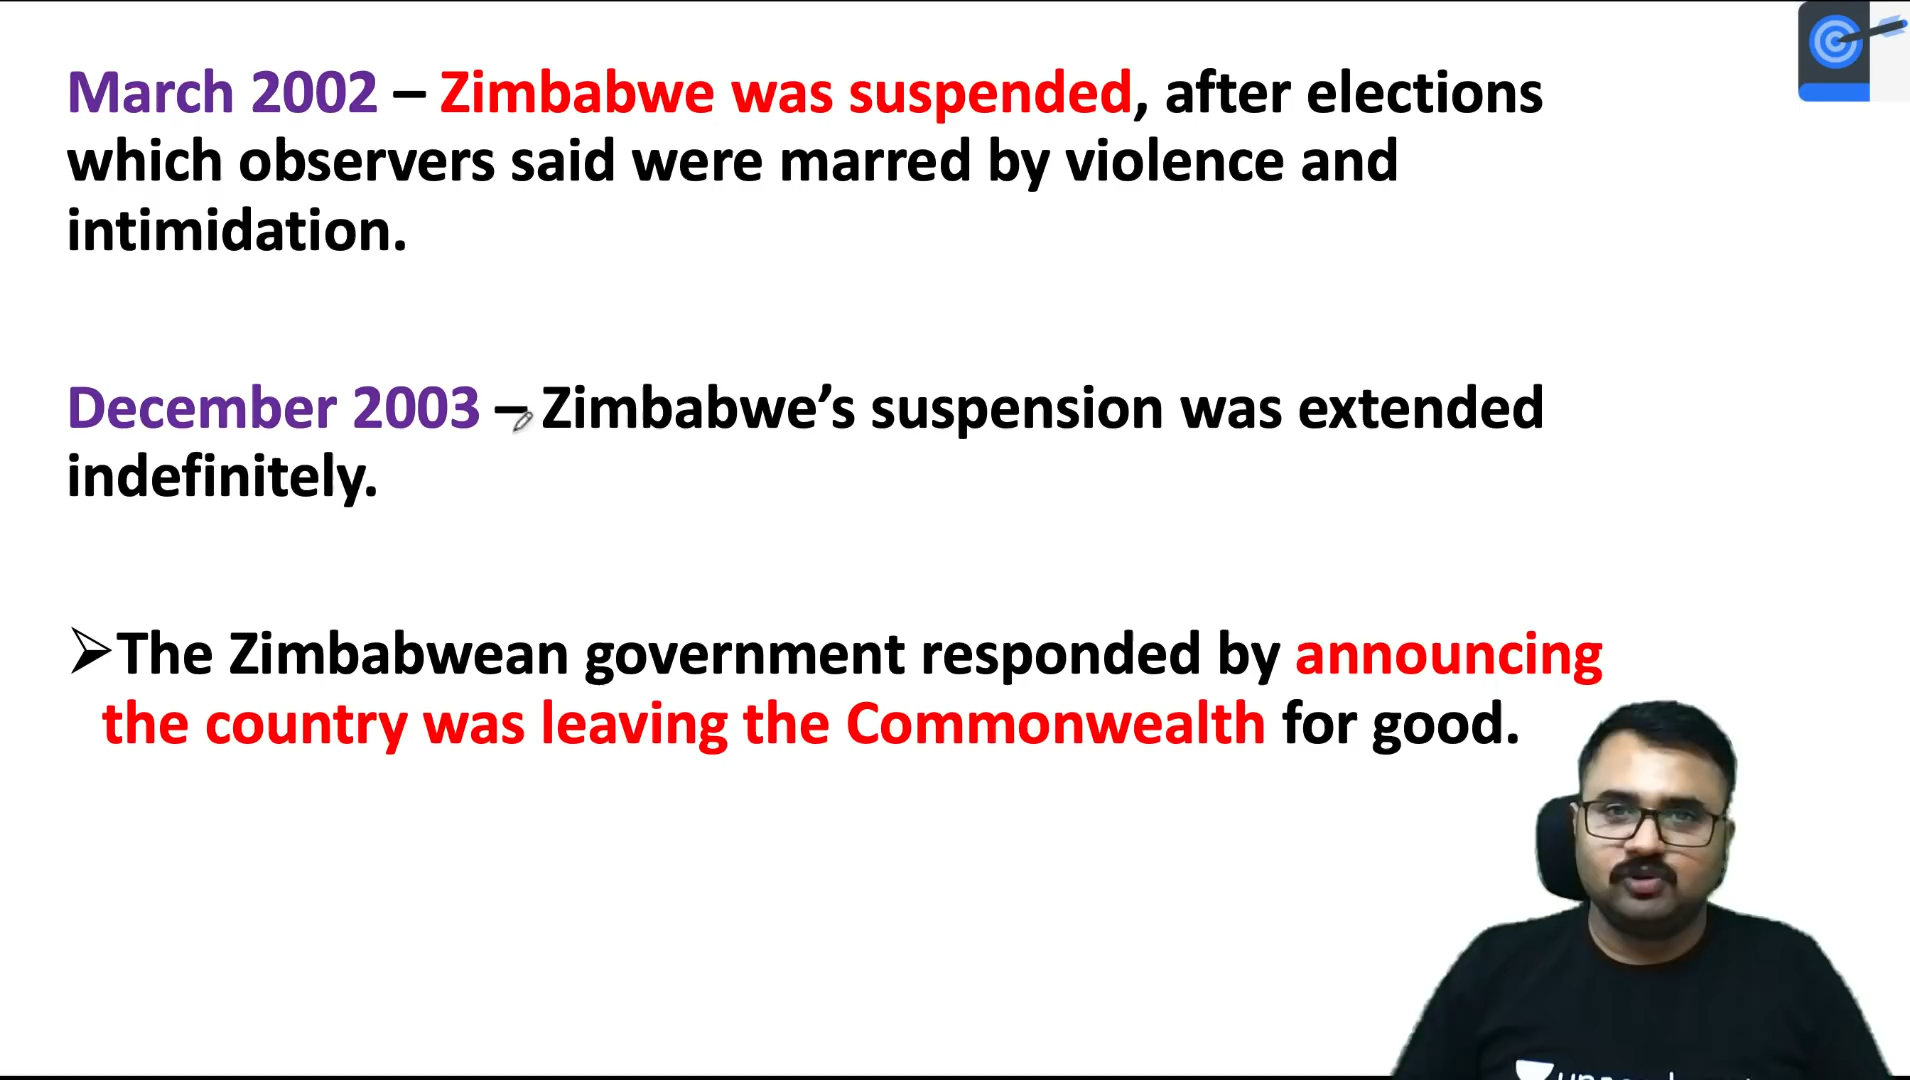 March 2002 – Zimbabwe was suspended, after elections
which observers said were marred by violence and
intimidation.
December 2003 – Zimbabwe’s suspension was extended
indefinitely.
➢The Zimbabwean government responded by announcing
the country was leaving the Commonwealth for good.